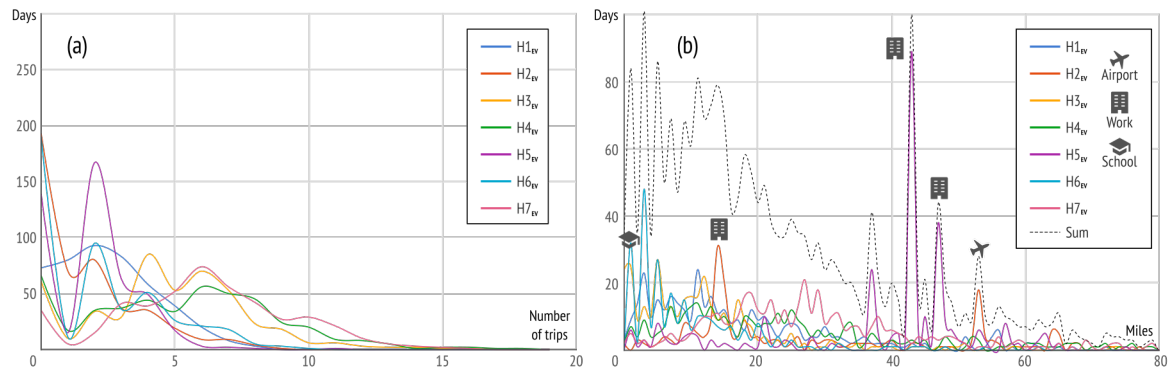 Days
(a)
H1EV
H2EV
H3EV
H4EV
H5EV
H6EV
H7EV
250
200
150
100
50
0
5
10
15
20
Number
of trips
Days
(b)
H1EV
H2EV
H3EV
H4EV
H5EV
H6EV
H7EV
Sum
Airport
Work
School
80
60
40
20
0
20
40
60
80
Miles